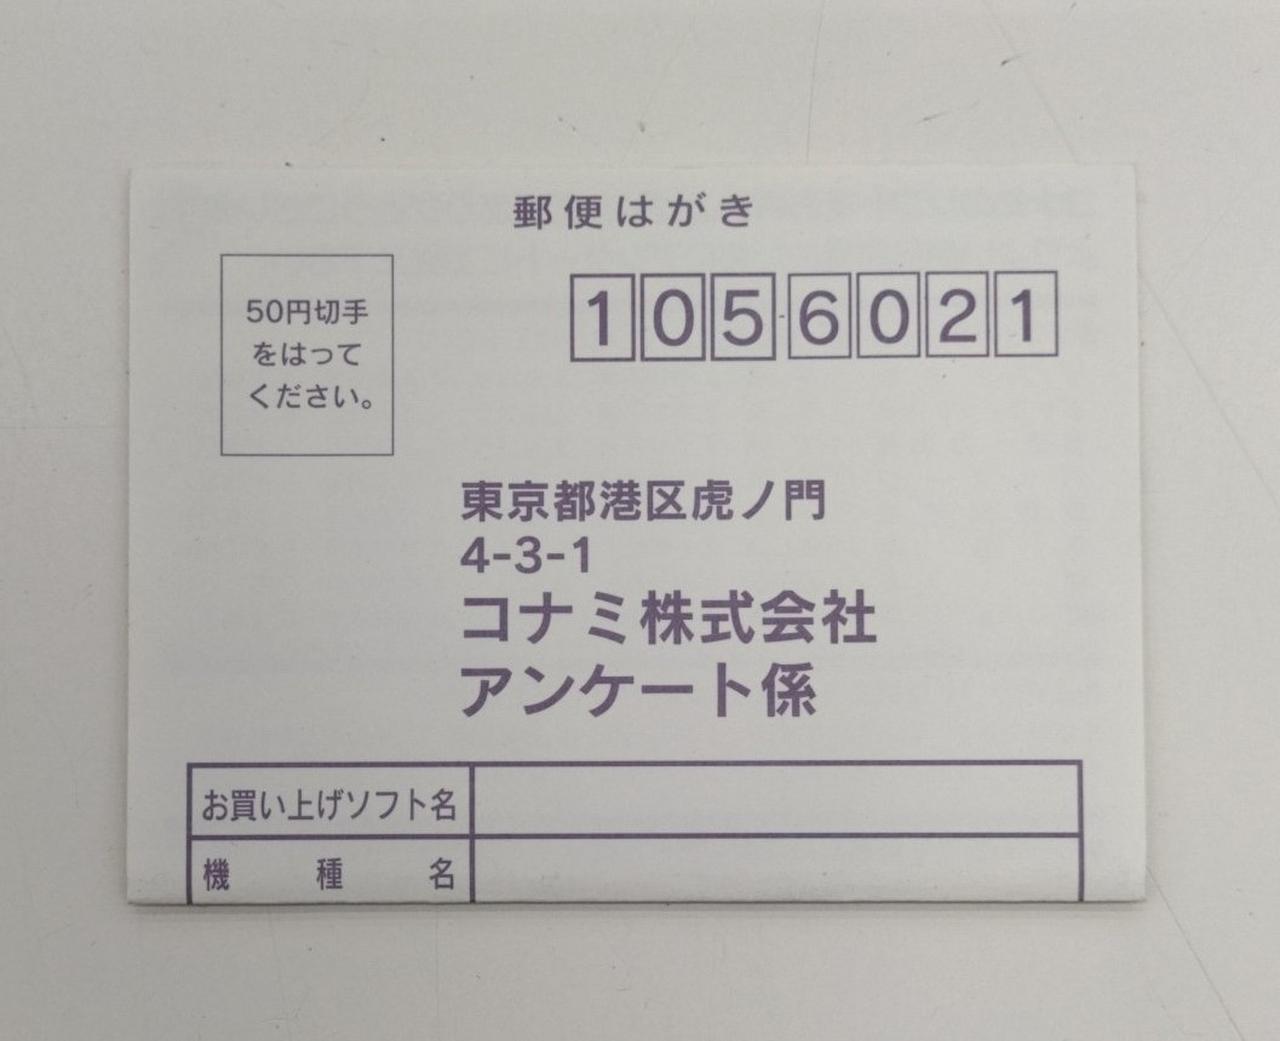 郵便はがき
50円切手
をはって
ください。
105-6021
東京都港区虎ノ門
4-3-1
コナミ株式会社
アンケート係
お買い上げソフト名
機種名